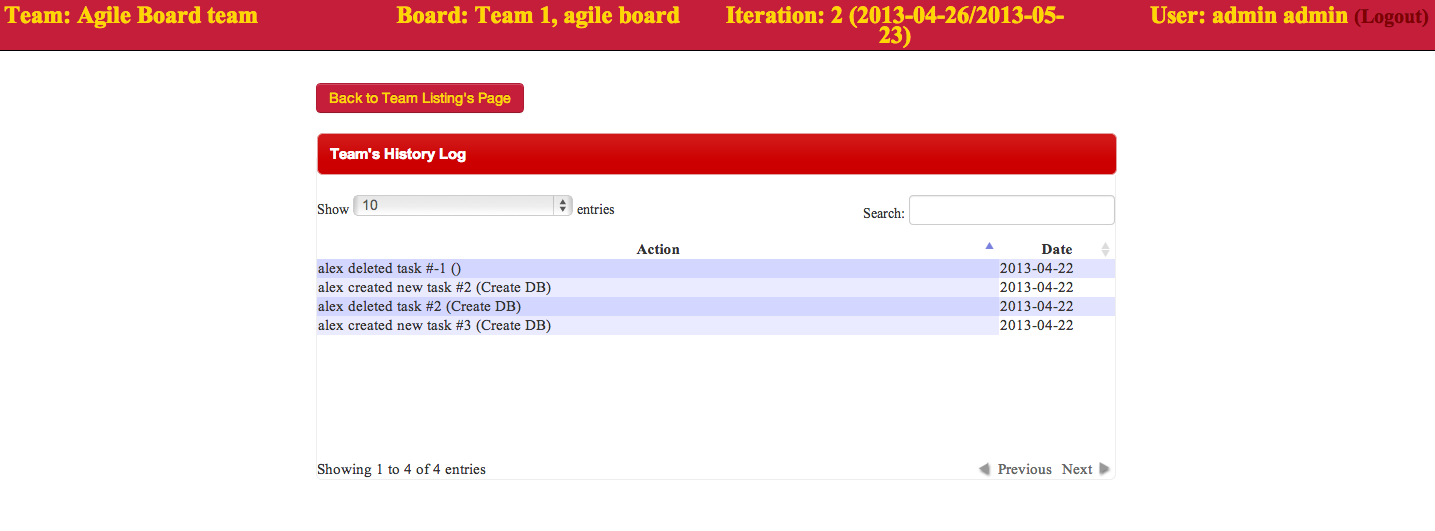 Team: Agile Board team
Board: Team 1, agile board
Iteration: 2 (2013-04-26/2013-05-
23)
User: admin admin (Logout)
Back to Team Listing's Page
Team's History Log
Show 10 entries
Search:
Action Date
alex deleted task #-1 () 2013-04-22
alex created new task #2 (Create DB) 2013-04-22
alex deleted task #2 (Create DB) 2013-04-22
alex created new task #3 (Create DB) 2013-04-22
Showing 1 to 4 of 4 entries
Previous Next